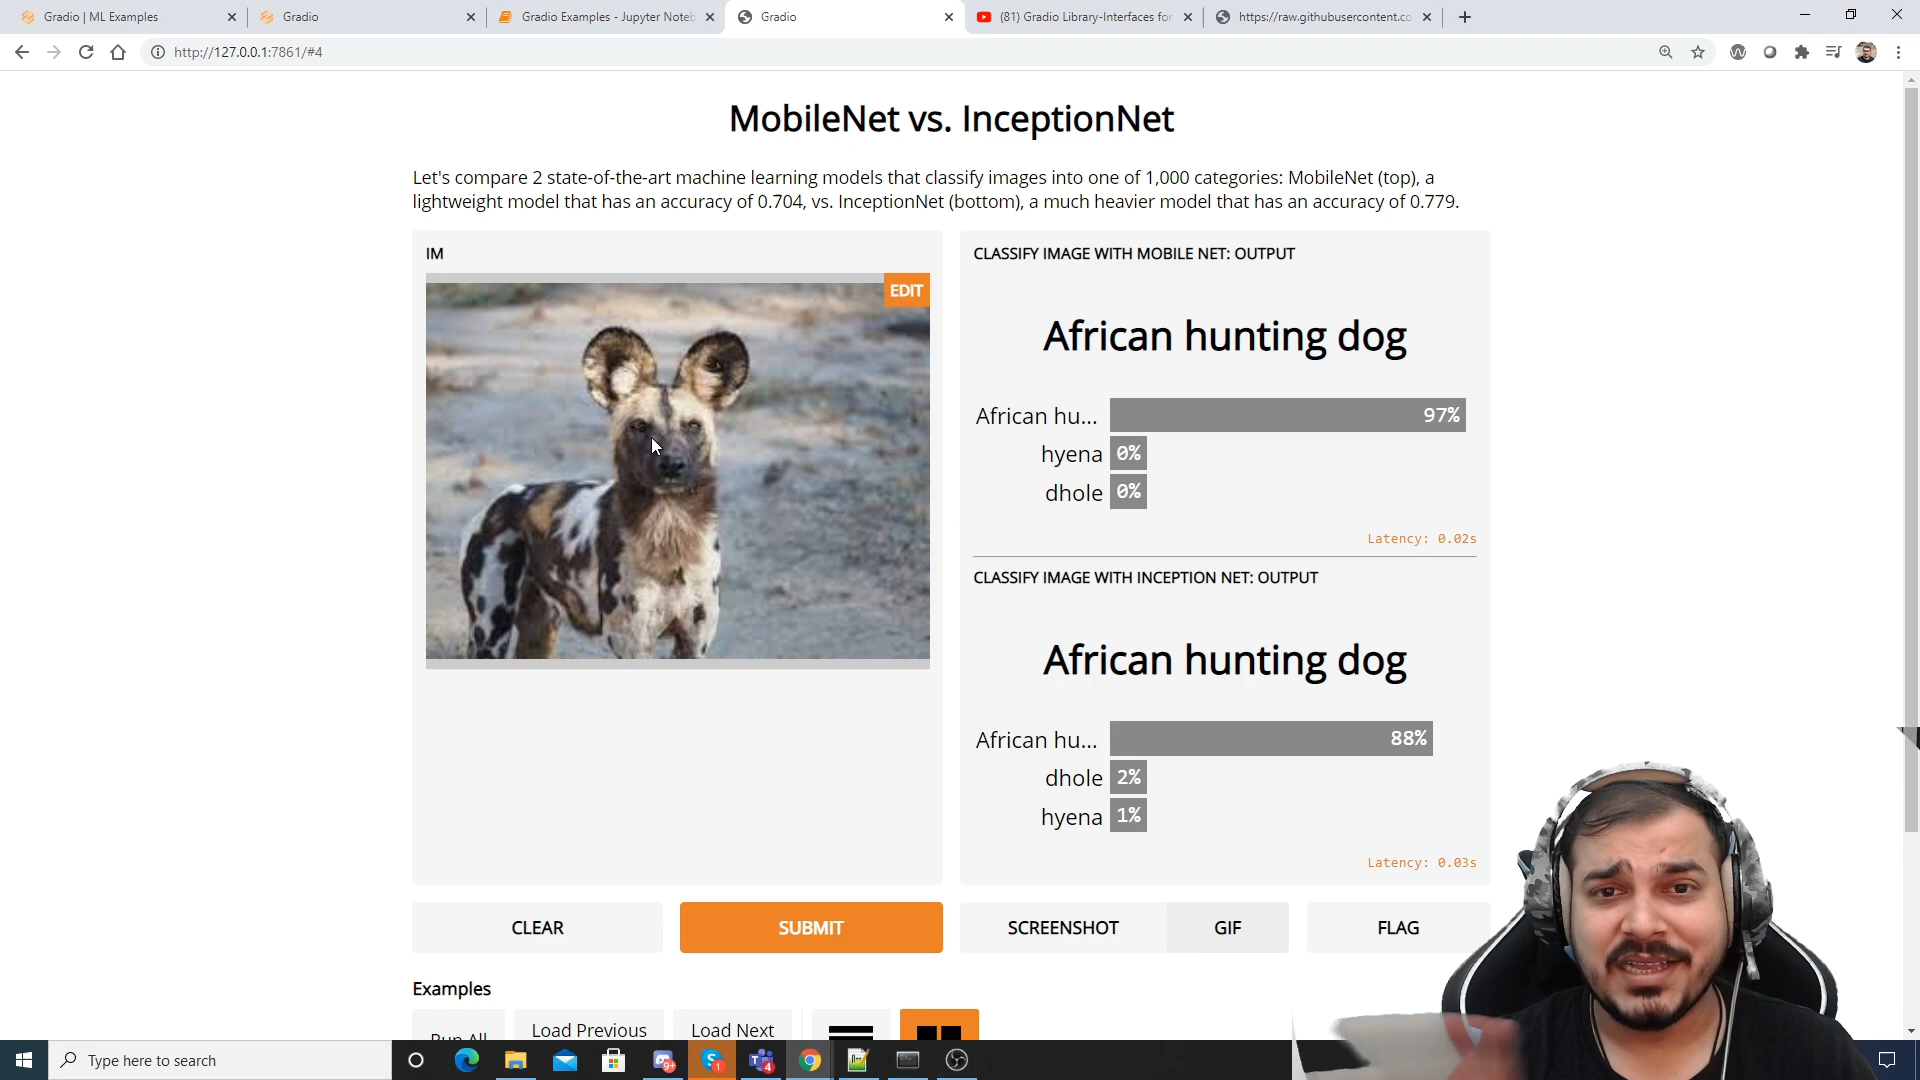 Gradio | ML Examples
Gradio
Gradio Examples - Jupyter Noteb
Gradio
(81) Gradio Library-Interfaces for
https://raw.githubusercontent.co
http://127.0.0.1:7861/#4
MobileNet vs. InceptionNet
Let's compare 2 state-of-the-art machine learning models that classify images into one of 1,000 categories: MobileNet (top), a
lightweight model that has an accuracy of 0.704, vs. InceptionNet (bottom), a much heavier model that has an accuracy of 0.779.
IM
EDIT
CLASSIFY IMAGE WITH MOBILE NET: OUTPUT
African hunting dog
African hu... 97%
hyena 0%
dhole 0%
Latency: 0.02s
CLASSIFY IMAGE WITH INCEPTION NET: OUTPUT
African hunting dog
African hu... 88%
dhole 2%
hyena 1%
Latency: 0.03s
CLEAR
SUBMIT
SCREENSHOT
GIF
FLAG
Examples
Run All
Load Previous
Load Next
Type here to search
9+
1
4